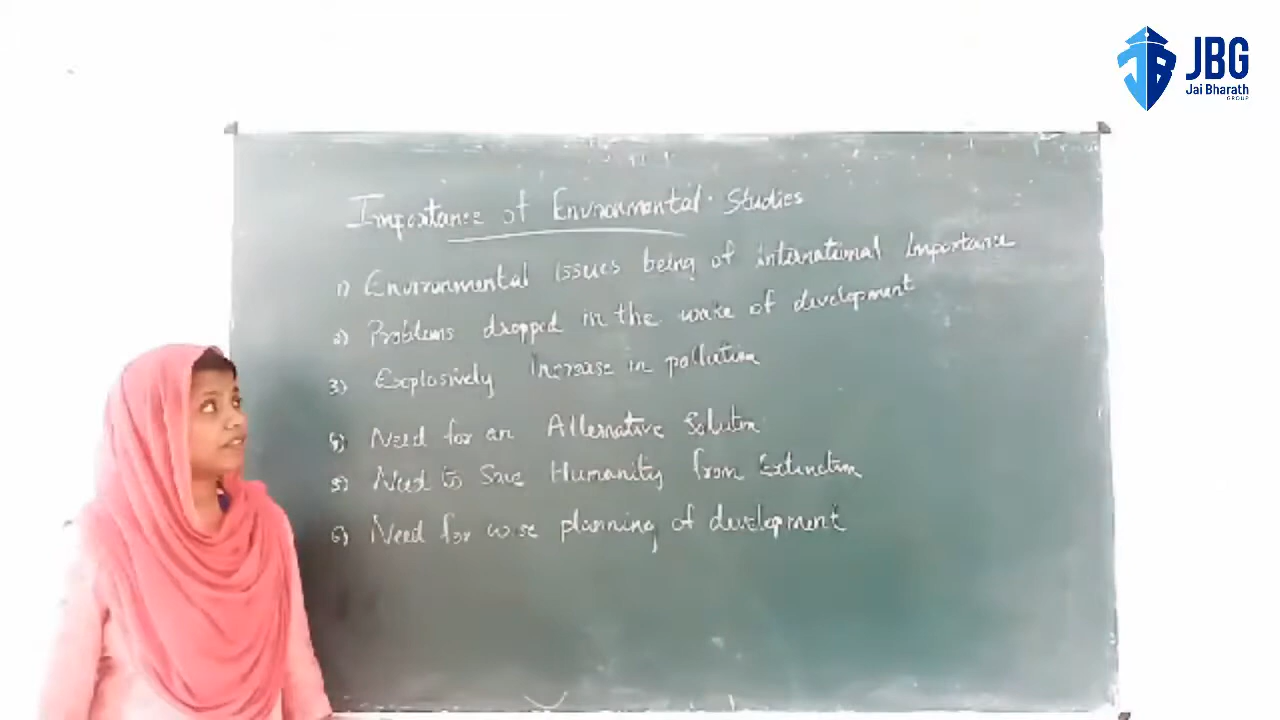 JBG
Jai Bharath
GROUP
Importance of Environmental Studies
1) Environmental Issues being of international Importance
2) Problems dropped in the wake of development
3) Explosively Increase in pollution
4) Need for an Alternative Solution
5) Need to Save Humanity from Extinction
6) Need for wise planning of development